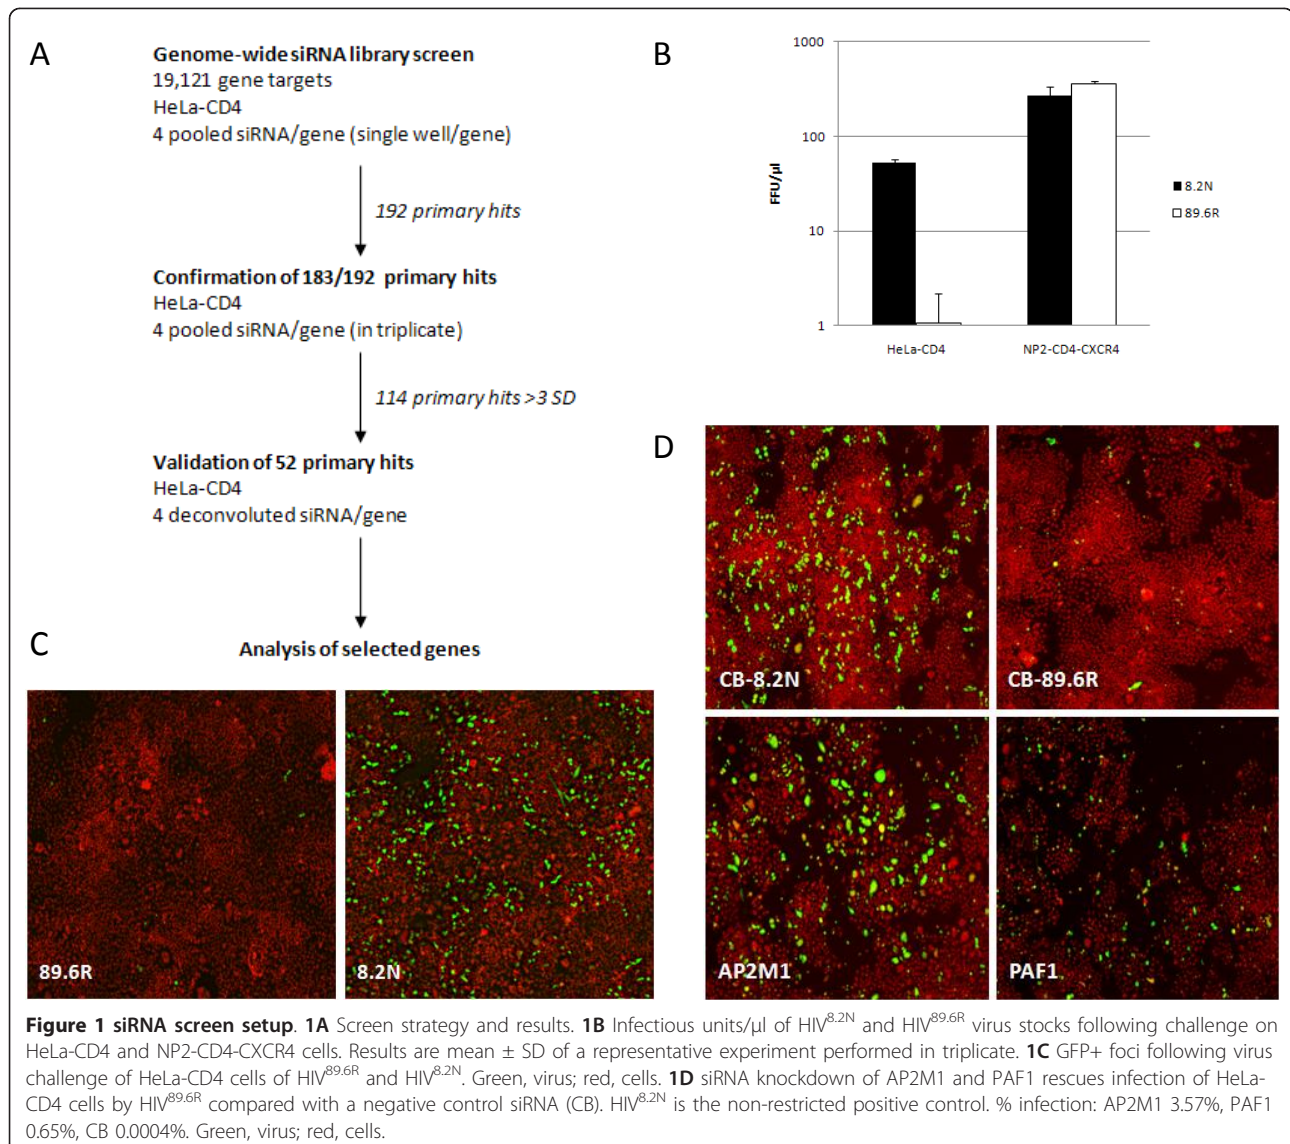 A
Genome-wide siRNA library screen
19,121 gene targets
HeLa-CD4
4 pooled siRNA/gene (single well/gene)
192 primary hits
Confirmation of 183/192 primary hits
HeLa-CD4
4 pooled siRNA/gene (in triplicate)
114 primary hits >3 SD
Validation of 52 primary hits
HeLa-CD4
4 deconvoluted siRNA/gene
Analysis of selected genes
B
1000
100
10
1
FFU/µl
HeLa-CD4
NP2-CD4-CXCR4
8.2N
89.6R
C
89.6R
8.2N
D
CB-8.2N
CB-89.6R
AP2M1
PAF1
Figure 1 siRNA screen setup. 1A Screen strategy and results. 1B Infectious units/µl of HIV8.2N and HIV89.6R virus stocks following challenge on
HeLa-CD4 and NP2-CD4-CXCR4 cells. Results are mean ± SD of a representative experiment performed in triplicate. 1C GFP+ foci following virus
challenge of HeLa-CD4 cells of HIV89.6R and HIV8.2N. Green, virus; red, cells. 1D siRNA knockdown of AP2M1 and PAF1 rescues infection of HeLa-
CD4 cells by HIV89.6R compared with a negative control siRNA (CB). HIV8.2N is the non-restricted positive control. % infection: AP2M1 3.57%, PAF1
0.65%, CB 0.0004%. Green, virus; red, cells.